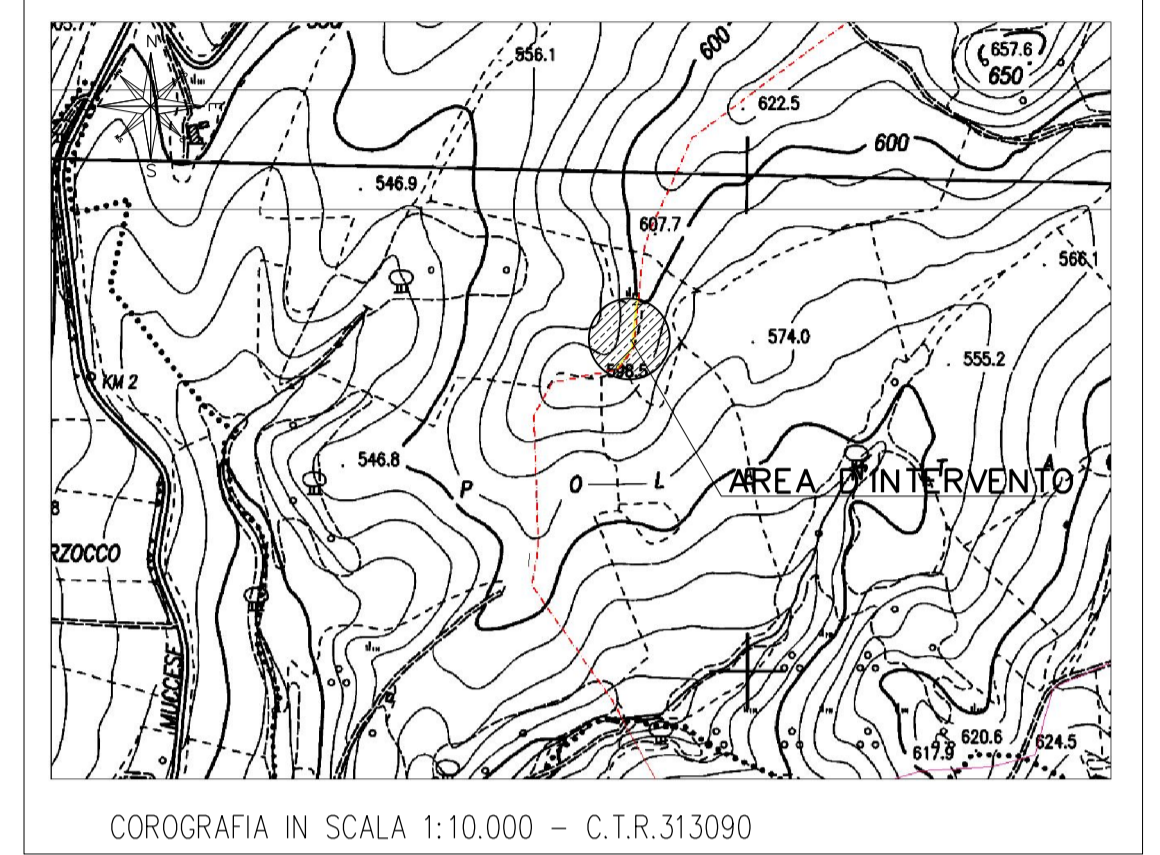 556.1
600
657.6
650
N
622.5
E
600
S
546.9
607.7
566.1
574.0
555.2
KM 2
598.5
546.8
P O L T A
AREA D'INTERVENTO
8
RZOCCO
MUCCESE
620.6
617.9
624.5
COROGRAFIA IN SCALA 1:10.000 – C.T.R.313090